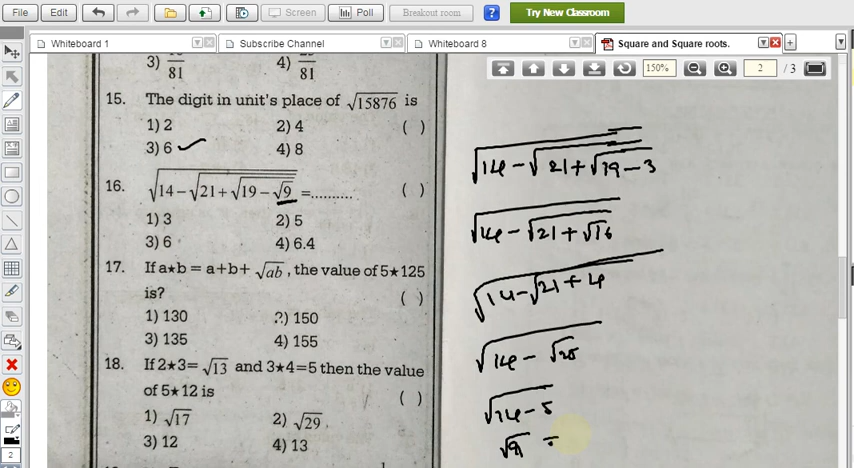 File Edit Screen Poll Breakout room ? Try New Classroom
Whiteboard 1 Subscribe Channel Whiteboard 8 Square and Square roots.
150% 2 / 3
3) /81 4) /81
15. The digit in unit's place of √15876 is
1) 2 2) 4 ( )
3) 6 ✓ 4) 8
16. √(14−√(21+√(19−√9))) =.......... ( )
1) 3 2) 5
3) 6 4) 6.4
17. If a★b = a+b+ √ab, the value of 5★125
is? ( )
1) 130 2) 150
3) 135 4) 155
18. If 2★3= √13 and 3★4=5 then the value
of 5★12 is ( )
1) √17 2) √29
3) 12 4) 13
√(14−√(21+√(19−3)))
√(14−√(21+√16))
√(14−√(21+4))
√(14−√25)
√(14−5)
√9 =
2